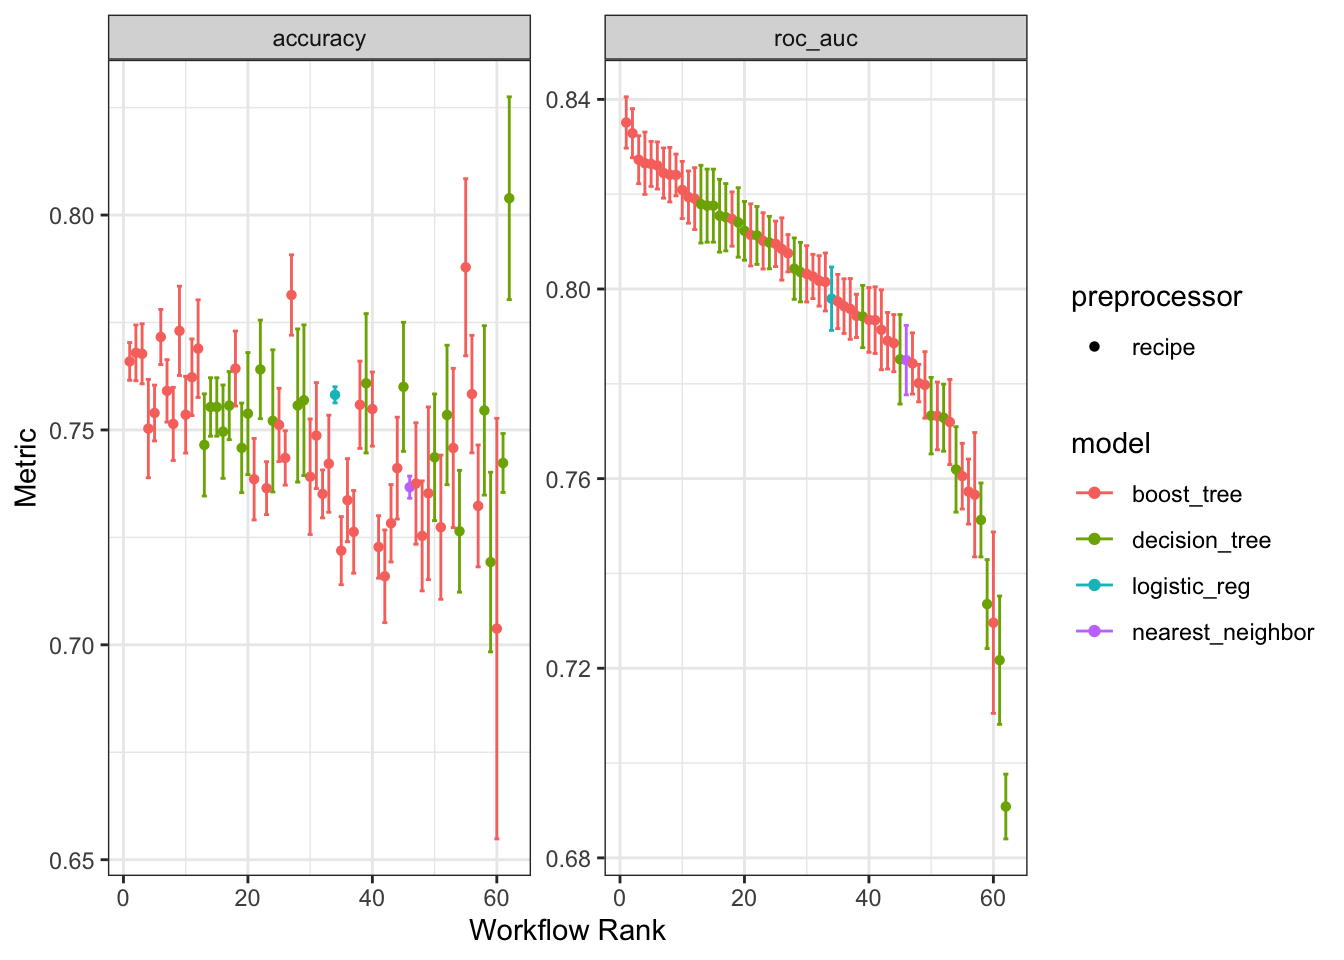 accuracy
roc_auc
Metric
0.80
0.75
0.70
0.65
0.84
0.80
0.76
0.72
0.68
0
20
40
60
0
20
40
60
Workflow Rank
preprocessor
recipe
model
boost_tree
decision_tree
logistic_reg
nearest_neighbor